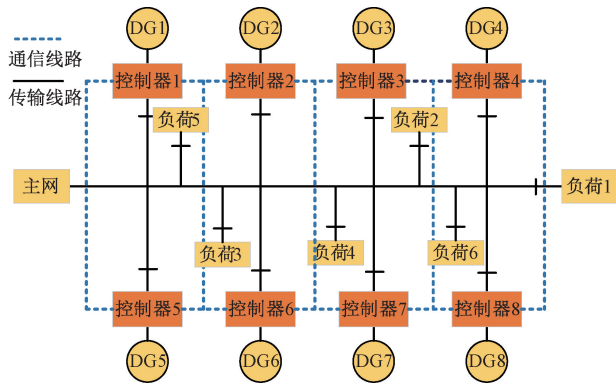 DG1 DG2 DG3 DG4
通信线路
传输线路
控制器1 控制器2 控制器3 控制器4
负荷5 负荷2
主网 负荷1
负荷3 负荷4 负荷6
控制器5 控制器6 控制器7 控制器8
DG5 DG6 DG7 DG8